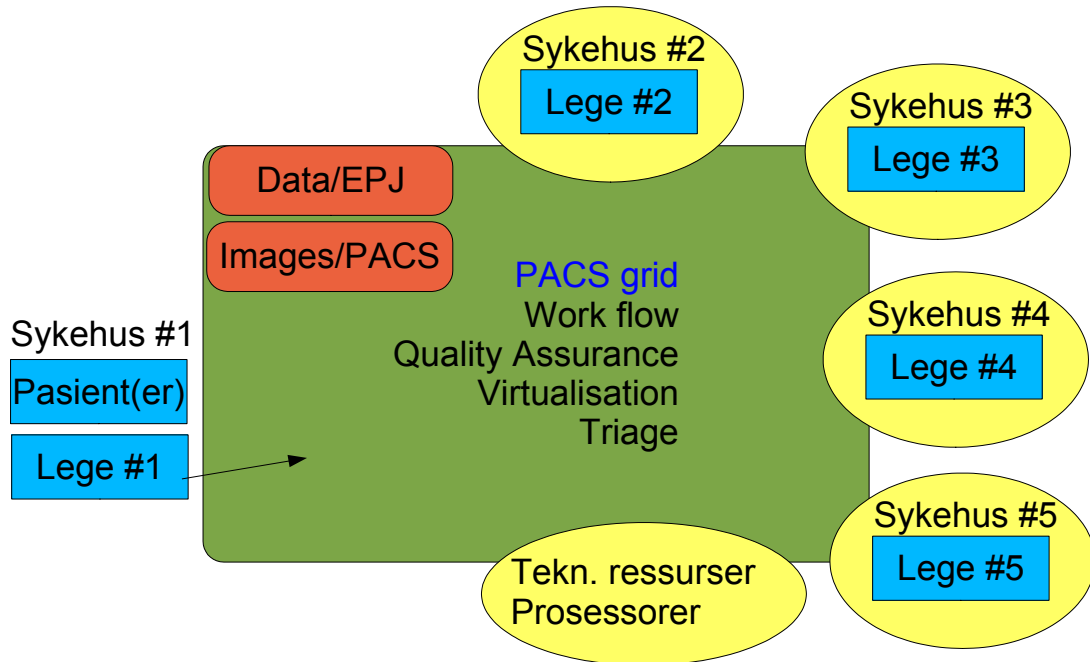 Sykehus #2
Lege #2
Sykehus #3
Lege #3
Data/EPJ
Images/PACS
PACS grid
Work flow
Quality Assurance
Virtualisation
Triage
Sykehus #1
Pasient(er)
Lege #1
Sykehus #4
Lege #4
Sykehus #5
Lege #5
Tekn. ressurser
Prosessorer